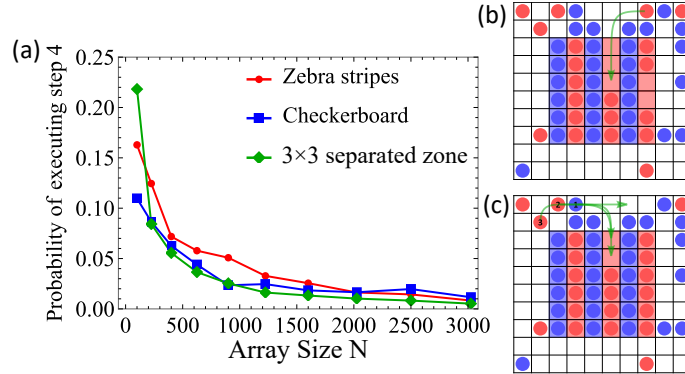 (a)
Probability of executing step 4
0.25
0.20
0.15
0.10
0.05
0.00
0
500
1000
1500
2000
2500
3000
Array Size N
Zebra stripes
Checkerboard
3×3 separated zone
(b)
(c)
2
3